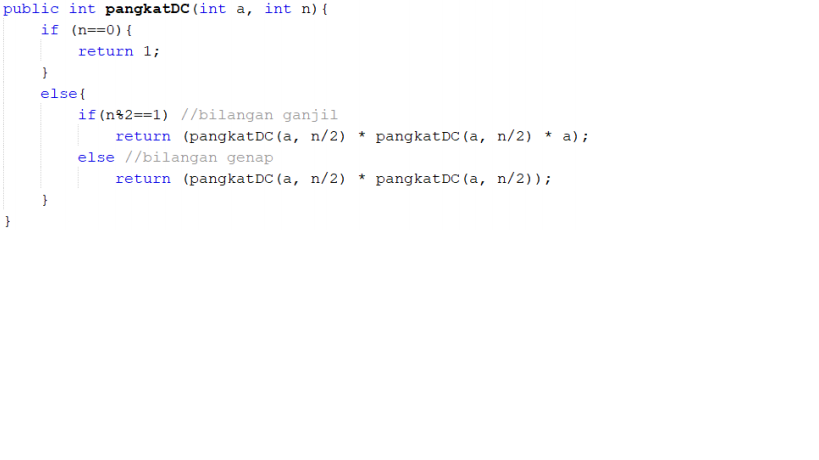 public int pangkatDC(int a, int n){
    if (n==0){
        return 1;
    }
    else{
        if(n%2==1) //bilangan ganjil
            return (pangkatDC(a, n/2) * pangkatDC(a, n/2) * a);
        else //bilangan genap
            return (pangkatDC(a, n/2) * pangkatDC(a, n/2));
    }
}